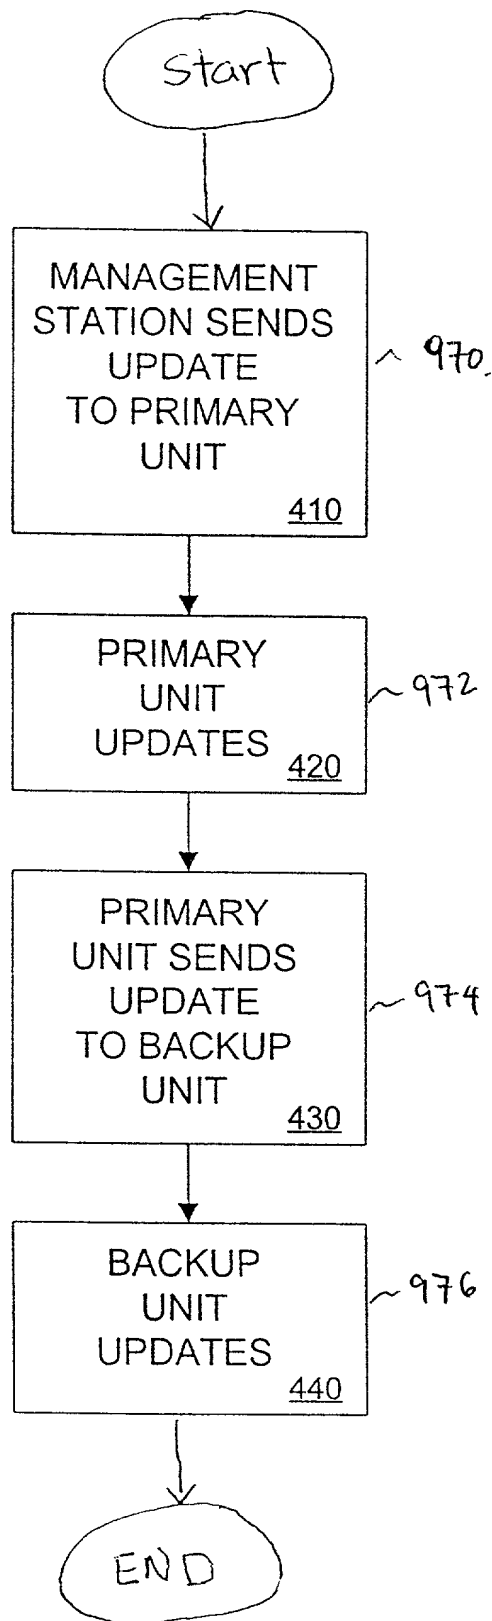 Start
MANAGEMENT
STATION SENDS
UPDATE
TO PRIMARY
UNIT
410
970
PRIMARY
UNIT
UPDATES
420
972
PRIMARY
UNIT SENDS
UPDATE
TO BACKUP
UNIT
430
974
BACKUP
UNIT
UPDATES
440
976
END